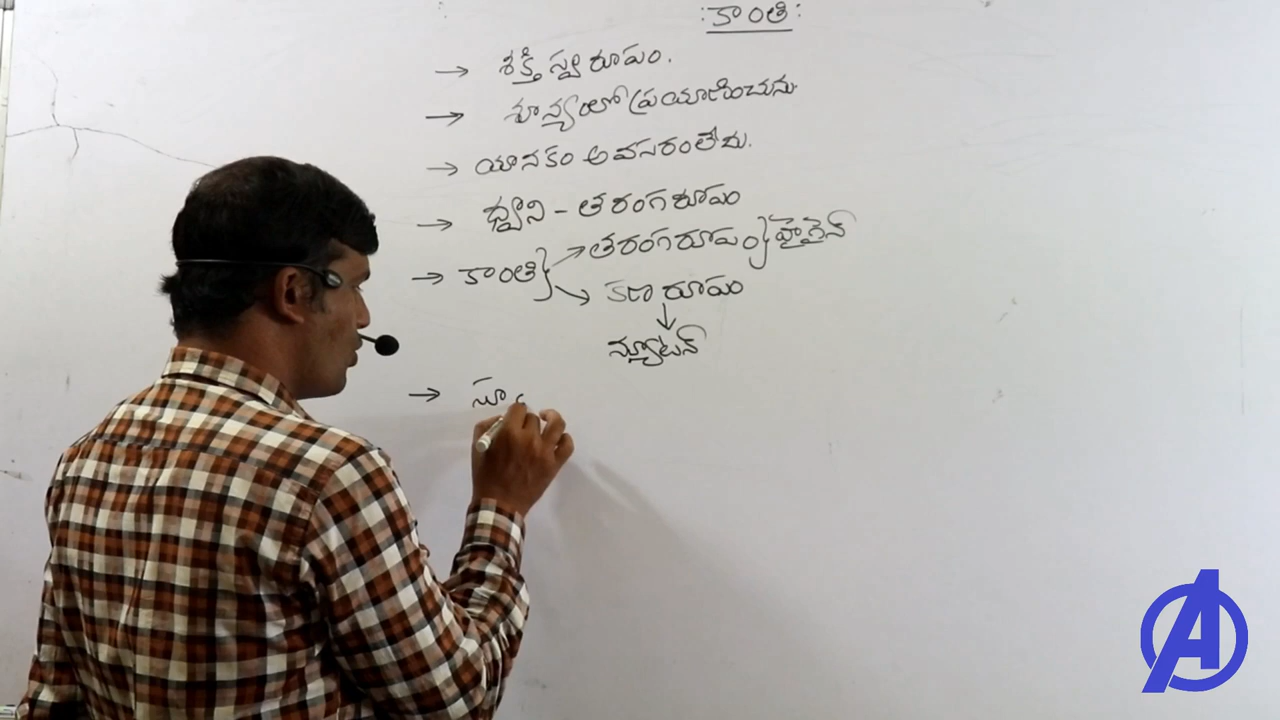 :కాంతి:
→ శక్తి స్వరూపం.
→ శూన్యంలో ప్రయాణించును
→ యానకం అవసరంలేదు.
→ ధ్వని - తరంగరూపం
→ కాంతి} → తరంగరూపం} హైగెన్
→ కణ రూపం
↓
న్యూటన్
→ సూ
A